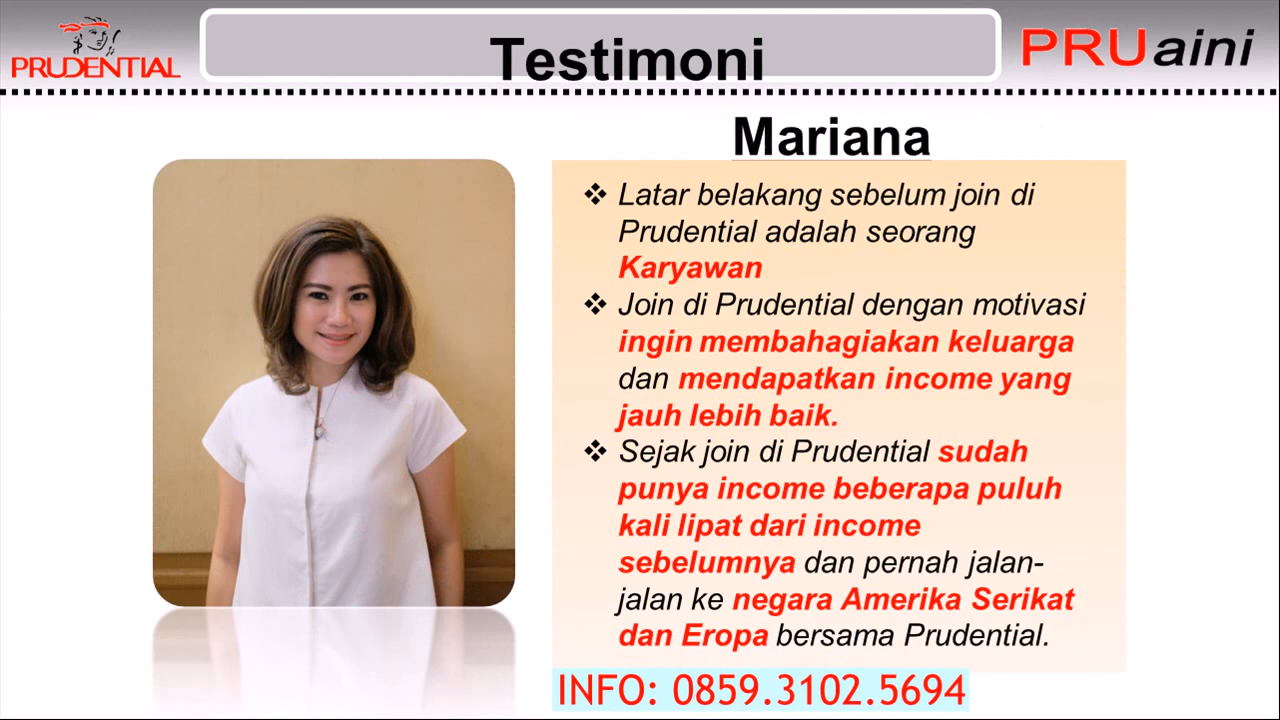 PRUDENTIAL
Testimoni
PRUaini
Mariana
❖ Latar belakang sebelum join di
Prudential adalah seorang
Karyawan
❖ Join di Prudential dengan motivasi
ingin membahagiakan keluarga
dan mendapatkan income yang
jauh lebih baik.
❖ Sejak join di Prudential sudah
punya income beberapa puluh
kali lipat dari income
sebelumnya dan pernah jalan-
jalan ke negara Amerika Serikat
dan Eropa bersama Prudential.
INFO: 0859.3102.5694